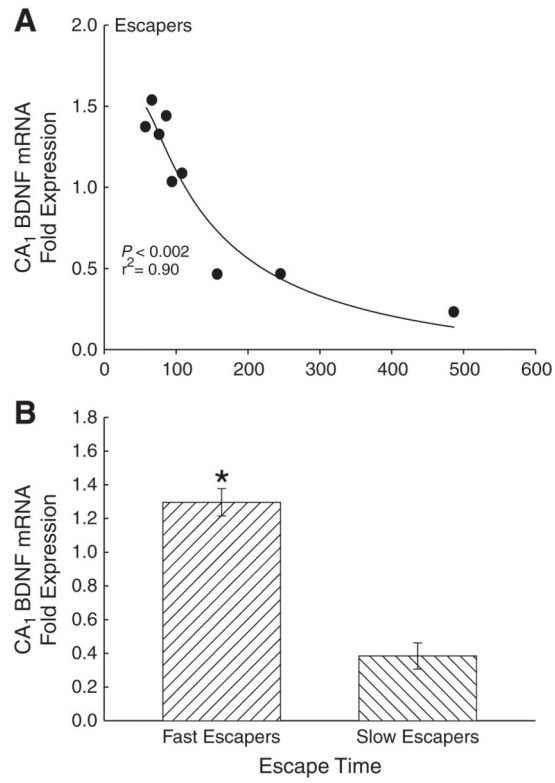 A
Escapers
2.0
1.5
1.0
0.5
0.0
CA1 BDNF mRNA
Fold Expression
P < 0.002
r2= 0.90
0 100 200 300 400 500 600
B
1.8
1.6
1.4
1.2
1.0
0.8
0.6
0.4
0.2
0.0
CA1 BDNF mRNA
Fold Expression
*
Fast Escapers Slow Escapers
Escape Time